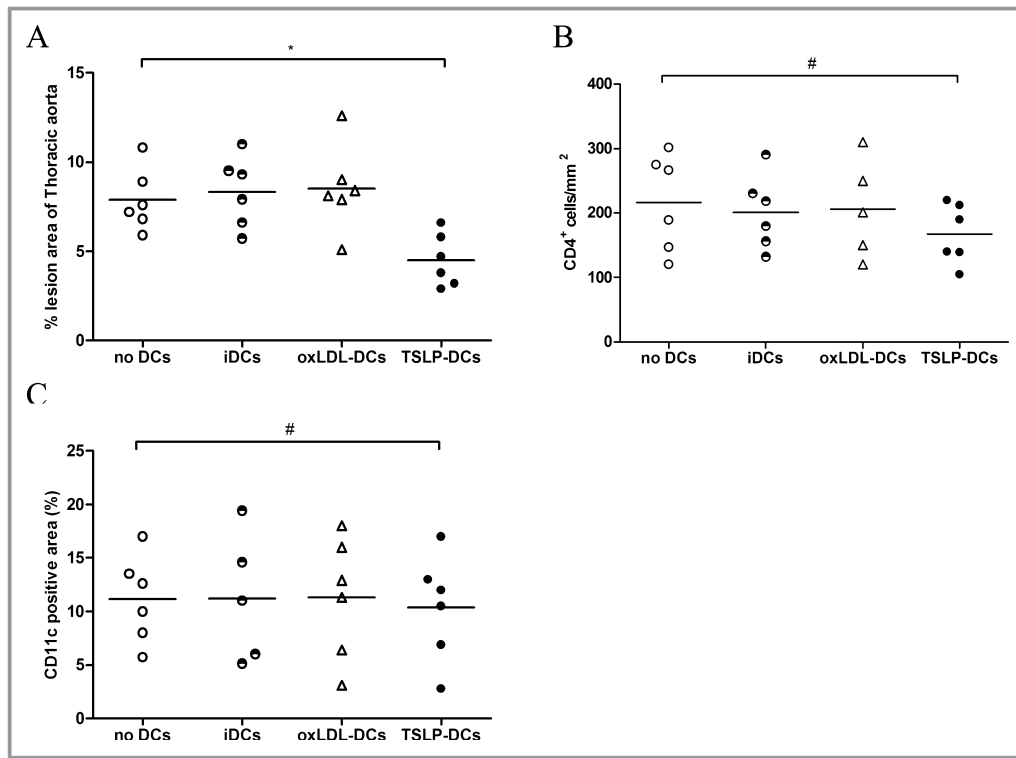 A
*
% lesion area of Thoracic aorta
15
10
5
0
no DCs iDCs oxLDL-DCs TSLP-DCs
B
#
CD4+ cells/mm2
400
300
200
100
0
no DCs iDCs oxLDL-DCs TSLP-DCs
C
#
CD11c positive area (%)
25
20
15
10
5
0
no DCs iDCs oxLDL-DCs TSLP-DCs